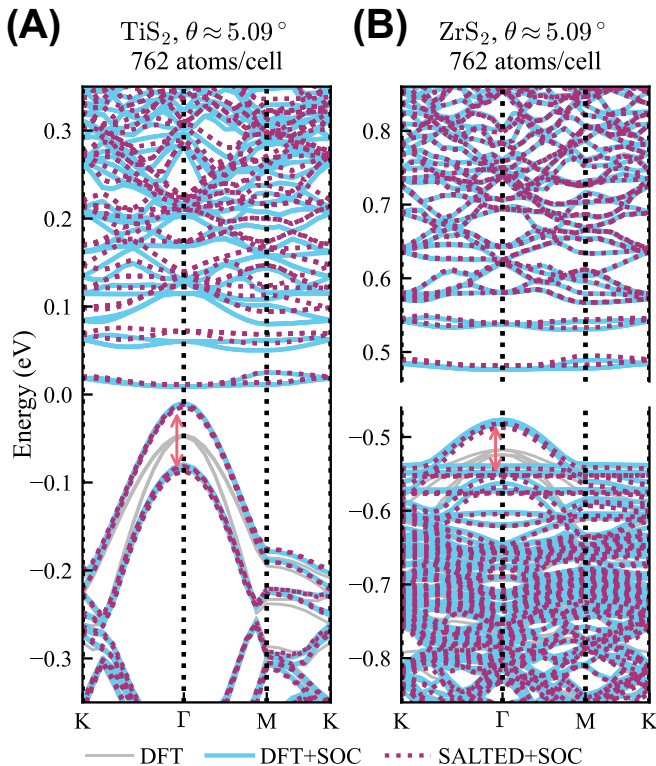 (A)
TiS₂, θ ≈ 5.09°
762 atoms/cell
(B)
ZrS₂, θ ≈ 5.09°
762 atoms/cell
Energy (eV)
0.3
0.2
0.1
0.0
−0.1
−0.2
−0.3
K Γ M K
0.8
0.7
0.6
0.5
−0.5
−0.6
−0.7
−0.8
K Γ M K
DFT DFT+SOC SALTED+SOC